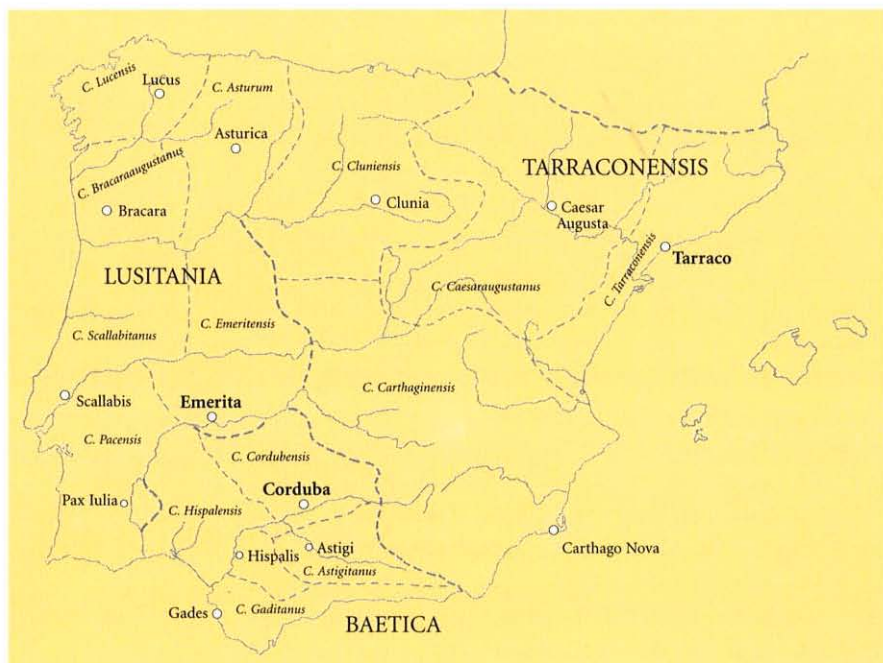 C. Lucensis
Lucus
C. Asturum
Asturica
C. Bracaraaugustanus
Bracara
C. Cluniensis
Clunia
TARRACONENSIS
Caesar
Augusta
Tarraco
C. Tarraconensis
LUSITANIA
C. Caesaraugustanus
C. Scallabitanus
C. Emeritensis
C. Carthaginensis
Scallabis
Emerita
C. Pacensis
C. Cordubensis
Corduba
Pax Iulia
C. Hispalensis
Hispalis
Astigi
Carthago Nova
C. Astigitanus
Gades
C. Gaditanus
BAETICA